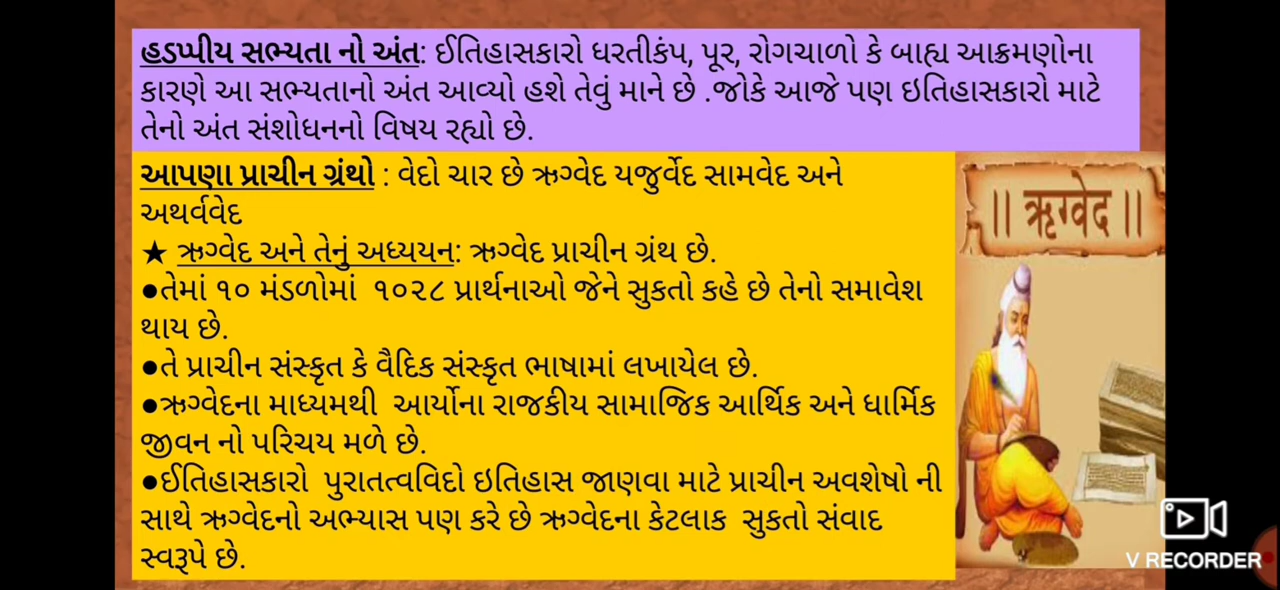 હડપ્પીય સભ્યતા નો અંત: ઈતિહાસકારો ધરતીકંપ, પૂર, રોગચાળો કે બાહ્ય આક્રમણોના
કારણે આ સભ્યતાનો અંત આવ્યો હશે તેવું માને છે .જોકે આજે પણ ઇતિહાસકારો માટે
તેનો અંત સંશોધનનો વિષય રહ્યો છે.
આપણા પ્રાચીન ગ્રંથો : વેદો ચાર છે ઋગ્વેદ યજુર્વેદ સામવેદ અને
અથર્વવેદ
★ ઋગ્વેદ અને તેનું અધ્યયન: ઋગ્વેદ પ્રાચીન ગ્રંથ છે.
●તેમાં ૧૦ મંડળોમાં ૧૦૨૮ પ્રાર્થનાઓ જેને સુકતો કહે છે તેનો સમાવેશ
થાય છે.
●તે પ્રાચીન સંસ્કૃત કે વૈદિક સંસ્કૃત ભાષામાં લખાયેલ છે.
●ઋગ્વેદના માધ્યમથી આર્યોના રાજકીય સામાજિક આર્થિક અને ધાર્મિક
જીવન નો પરિચય મળે છે.
●ઈતિહાસકારો પુરાતત્વવિદો ઇતિહાસ જાણવા માટે પ્રાચીન અવશેષો ની
સાથે ઋગ્વેદનો અભ્યાસ પણ કરે છે ઋગ્વેદના કેટલાક સુકતો સંવાદ
સ્વરૂપે છે.
|| ऋग्वेद ||
V RECORDER